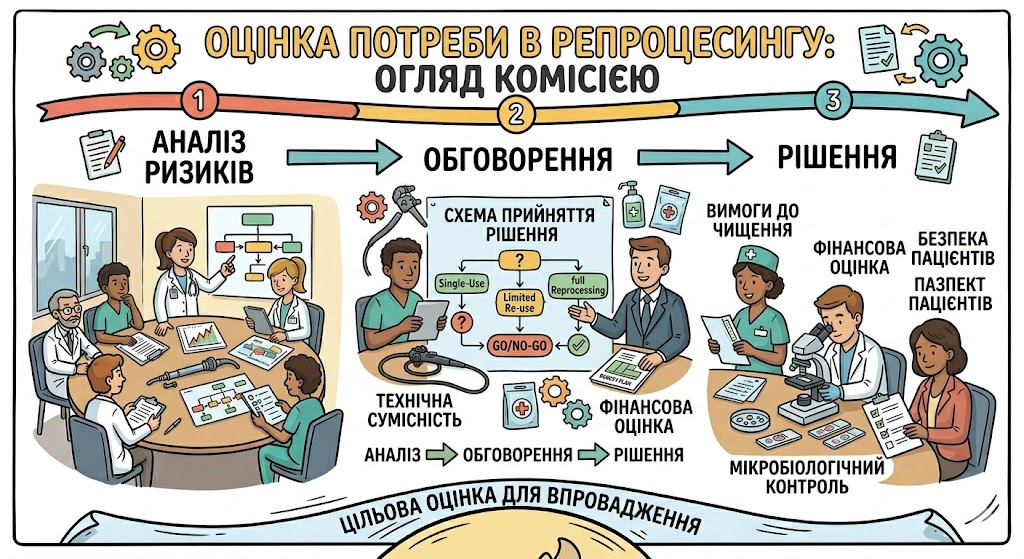 ОЦІНКА ПОТРЕБИ В РЕПРОЦЕСИНГУ:
ОГЛЯД КОМІСІЄЮ
1
2
3
АНАЛІЗ
РИЗИКІВ
ОБГОВОРЕННЯ
РІШЕННЯ
СХЕМА ПРИЙНЯТТЯ
РІШЕННЯ
?
Single-Use
Limited
Re-use
full
Reprocessing
?
GO/NO-GO
ТЕХНІЧНА
СУМІСНІСТЬ
ФІНАНСОВА
ОЦІНКА
АНАЛІЗ
ОБГОВОРЕННЯ
РІШЕННЯ
ВИМОГИ ДО
ЧИЩЕННЯ
ФІНАНСОВА
ОЦІНКА
БЕЗПЕКА
ПАЦІЄНТІВ
ПАЗПЕКТ
ПАЦІЄНТІВ
МІКРОБІОЛОГІЧНИЙ
КОНТРОЛЬ
ЦІЛЬОВА ОЦІНКА ДЛЯ ВПРОВАДЖЕННЯ